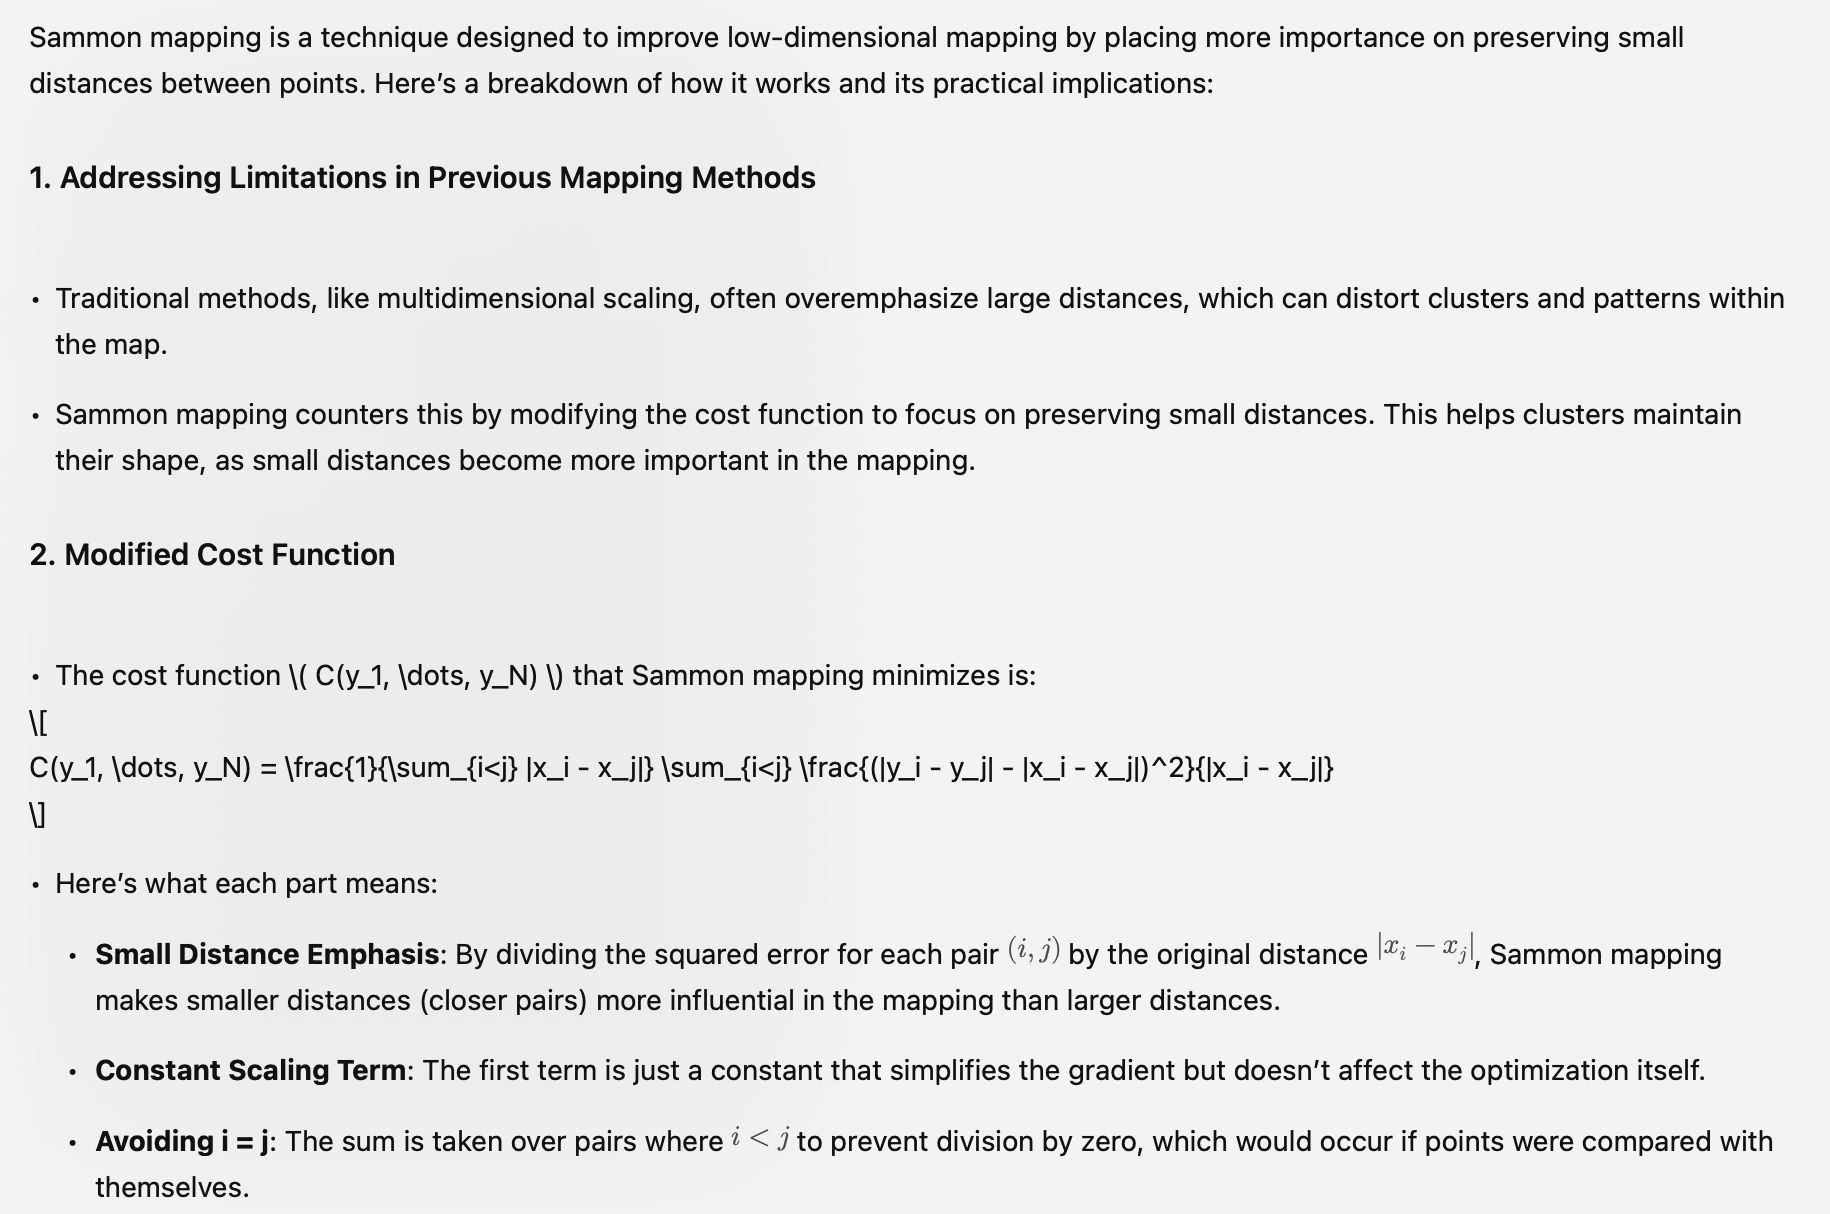 Sammon mapping is a technique designed to improve low-dimensional mapping by placing more importance on preserving small
distances between points. Here’s a breakdown of how it works and its practical implications:
1. Addressing Limitations in Previous Mapping Methods
• Traditional methods, like multidimensional scaling, often overemphasize large distances, which can distort clusters and patterns within
the map.
• Sammon mapping counters this by modifying the cost function to focus on preserving small distances. This helps clusters maintain
their shape, as small distances become more important in the mapping.
2. Modified Cost Function
• The cost function \( C(y_1, \dots, y_N) \) that Sammon mapping minimizes is:
\[
C(y_1, \dots, y_N) = \frac{1}{\sum_{i<j} |x_i - x_j|} \sum_{i<j} \frac{(|y_i - y_j| - |x_i - x_j|)^2}{|x_i - x_j|}
\]
• Here’s what each part means:
• Small Distance Emphasis: By dividing the squared error for each pair (i, j) by the original distance |x_i − x_j|, Sammon mapping
makes smaller distances (closer pairs) more influential in the mapping than larger distances.
• Constant Scaling Term: The first term is just a constant that simplifies the gradient but doesn’t affect the optimization itself.
• Avoiding i = j: The sum is taken over pairs where i < j to prevent division by zero, which would occur if points were compared with
themselves.